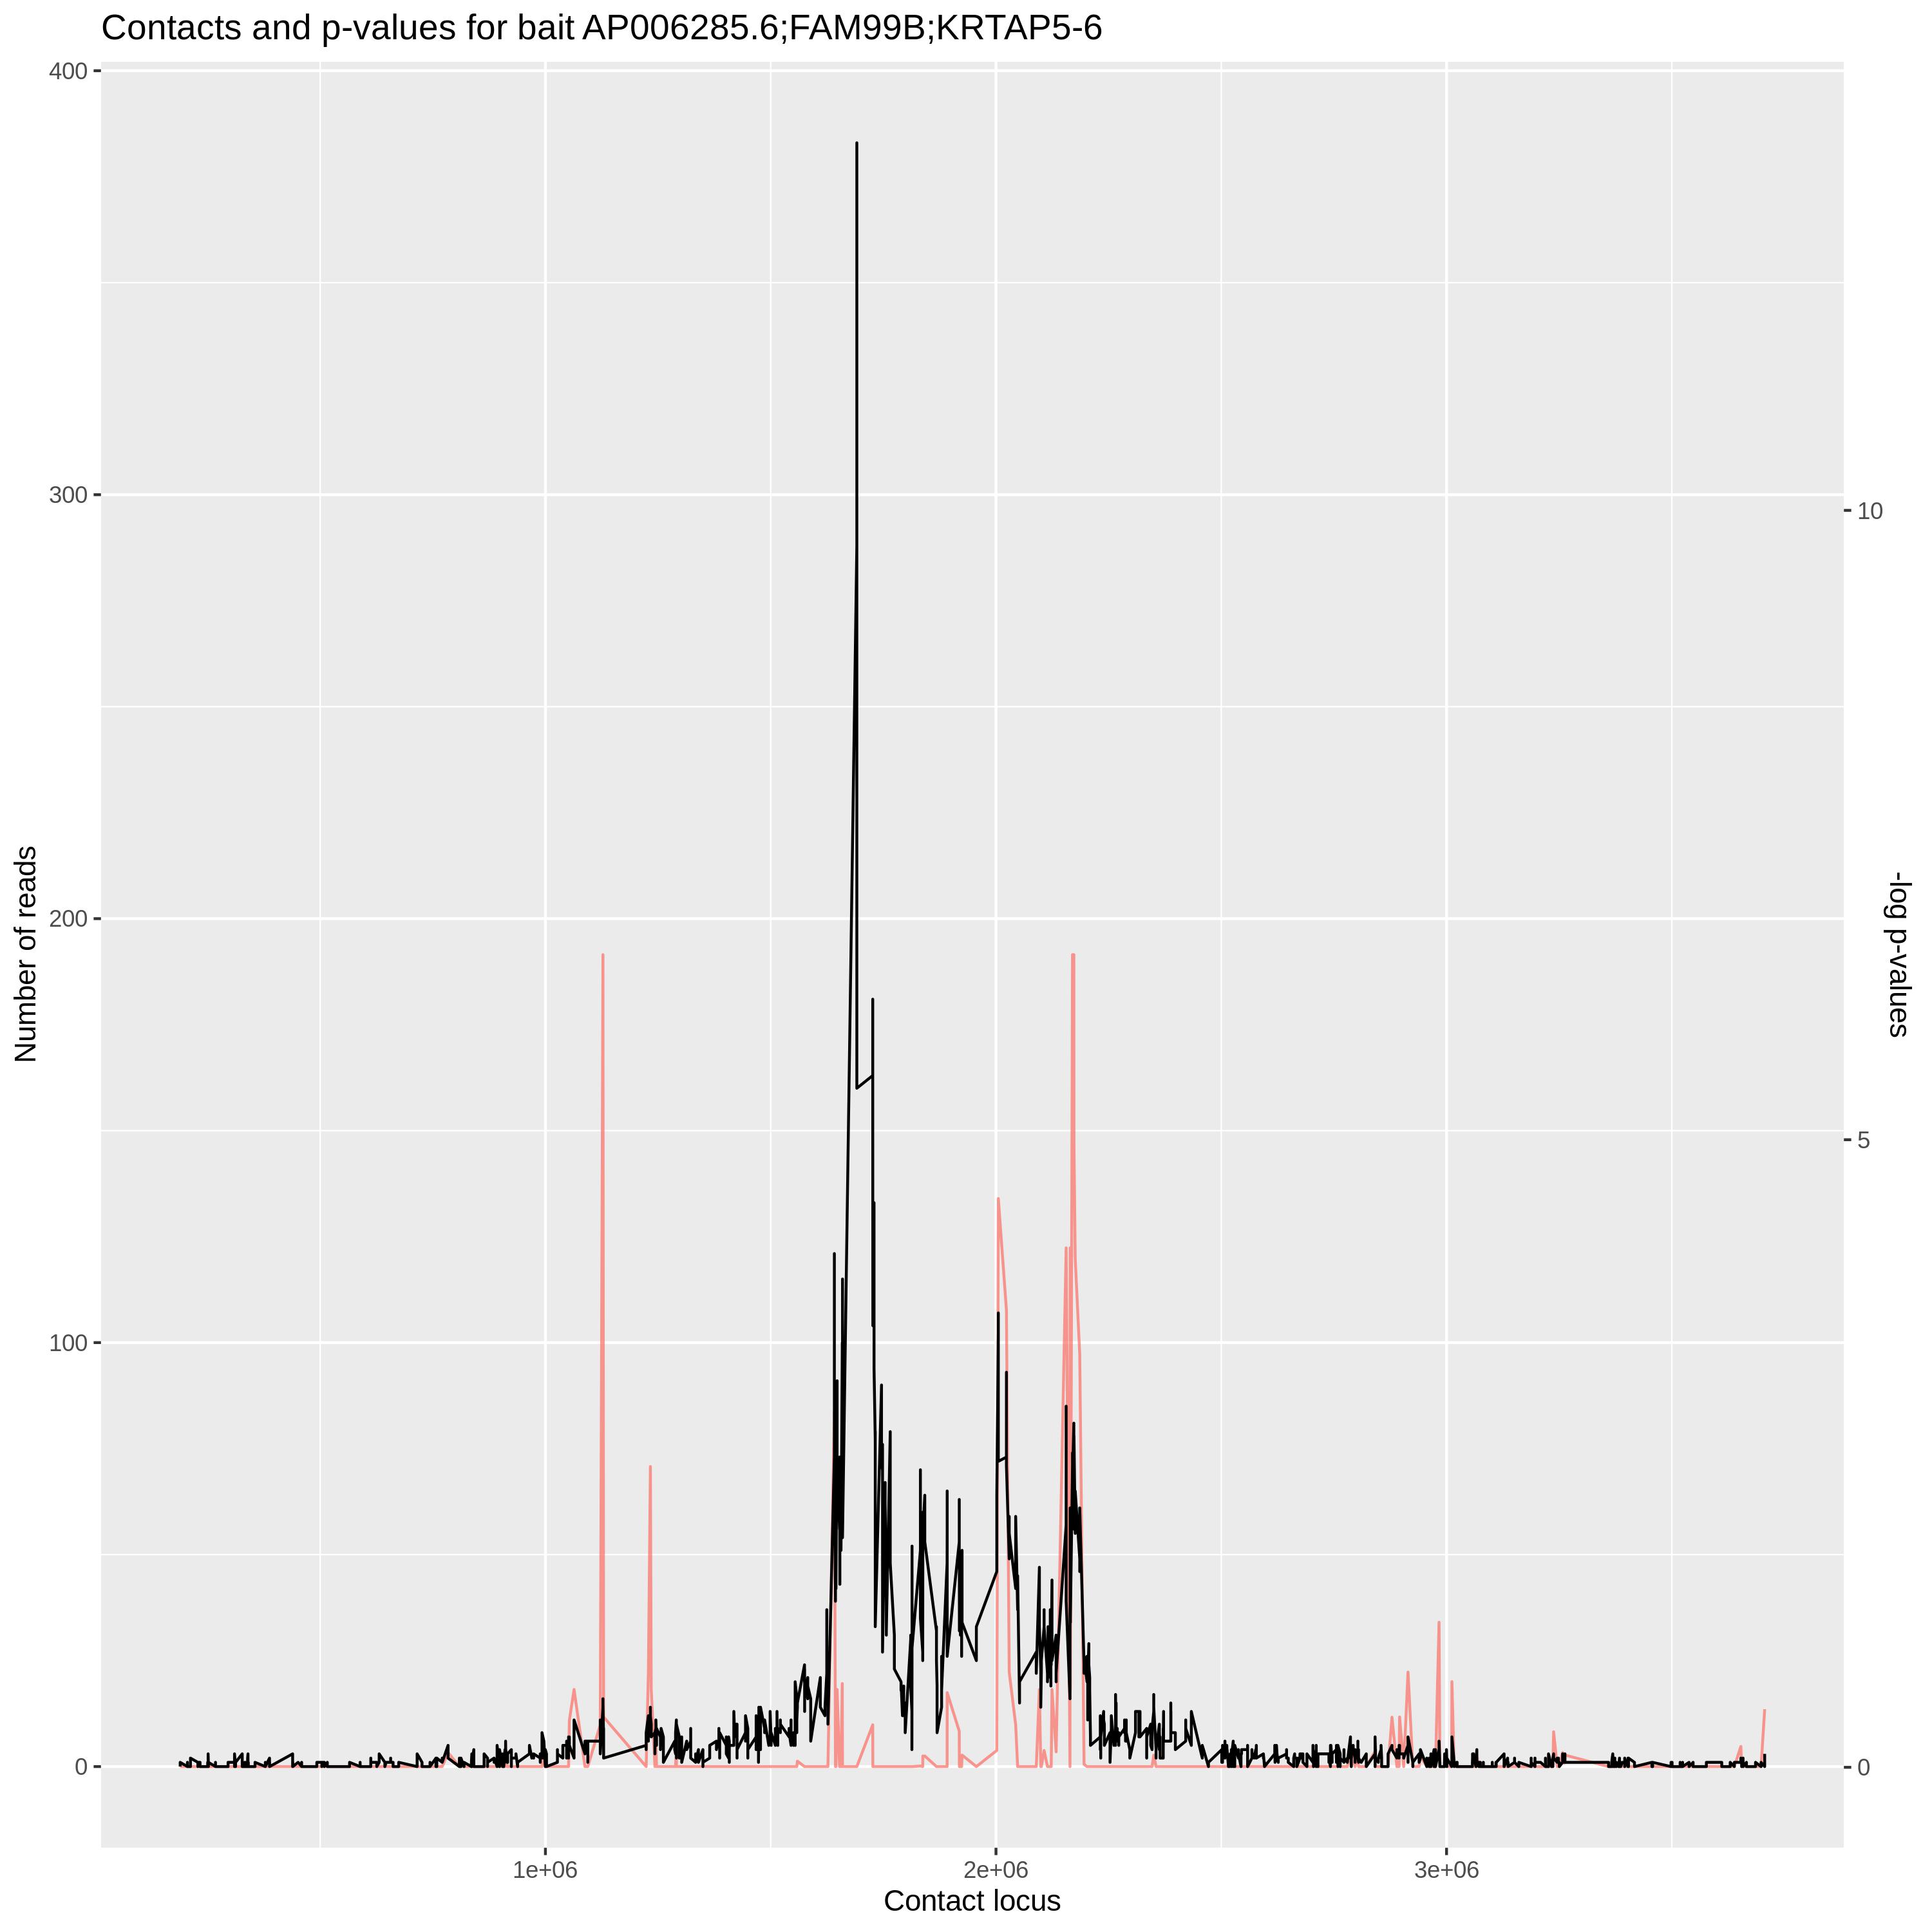 Contacts and p-values for bait AP006285.6;FAM99B;KRTAP5-6
400
300
200
100
0
Number of reads
10
5
0
-log p-values
1e+06
2e+06
3e+06
Contact locus